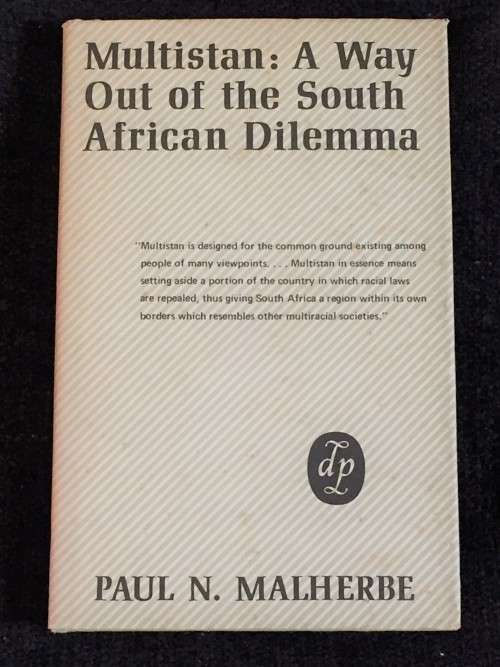 Multistan: A Way
Out of the South
African Dilemma
"Multistan is designed for the common ground existing among
people of many viewpoints. . . . Multistan in essence means
setting aside a portion of the country in which racial laws
are repealed, thus giving South Africa a region within its own
borders which resembles other multiracial societies."
dp
PAUL N. MALHERBE